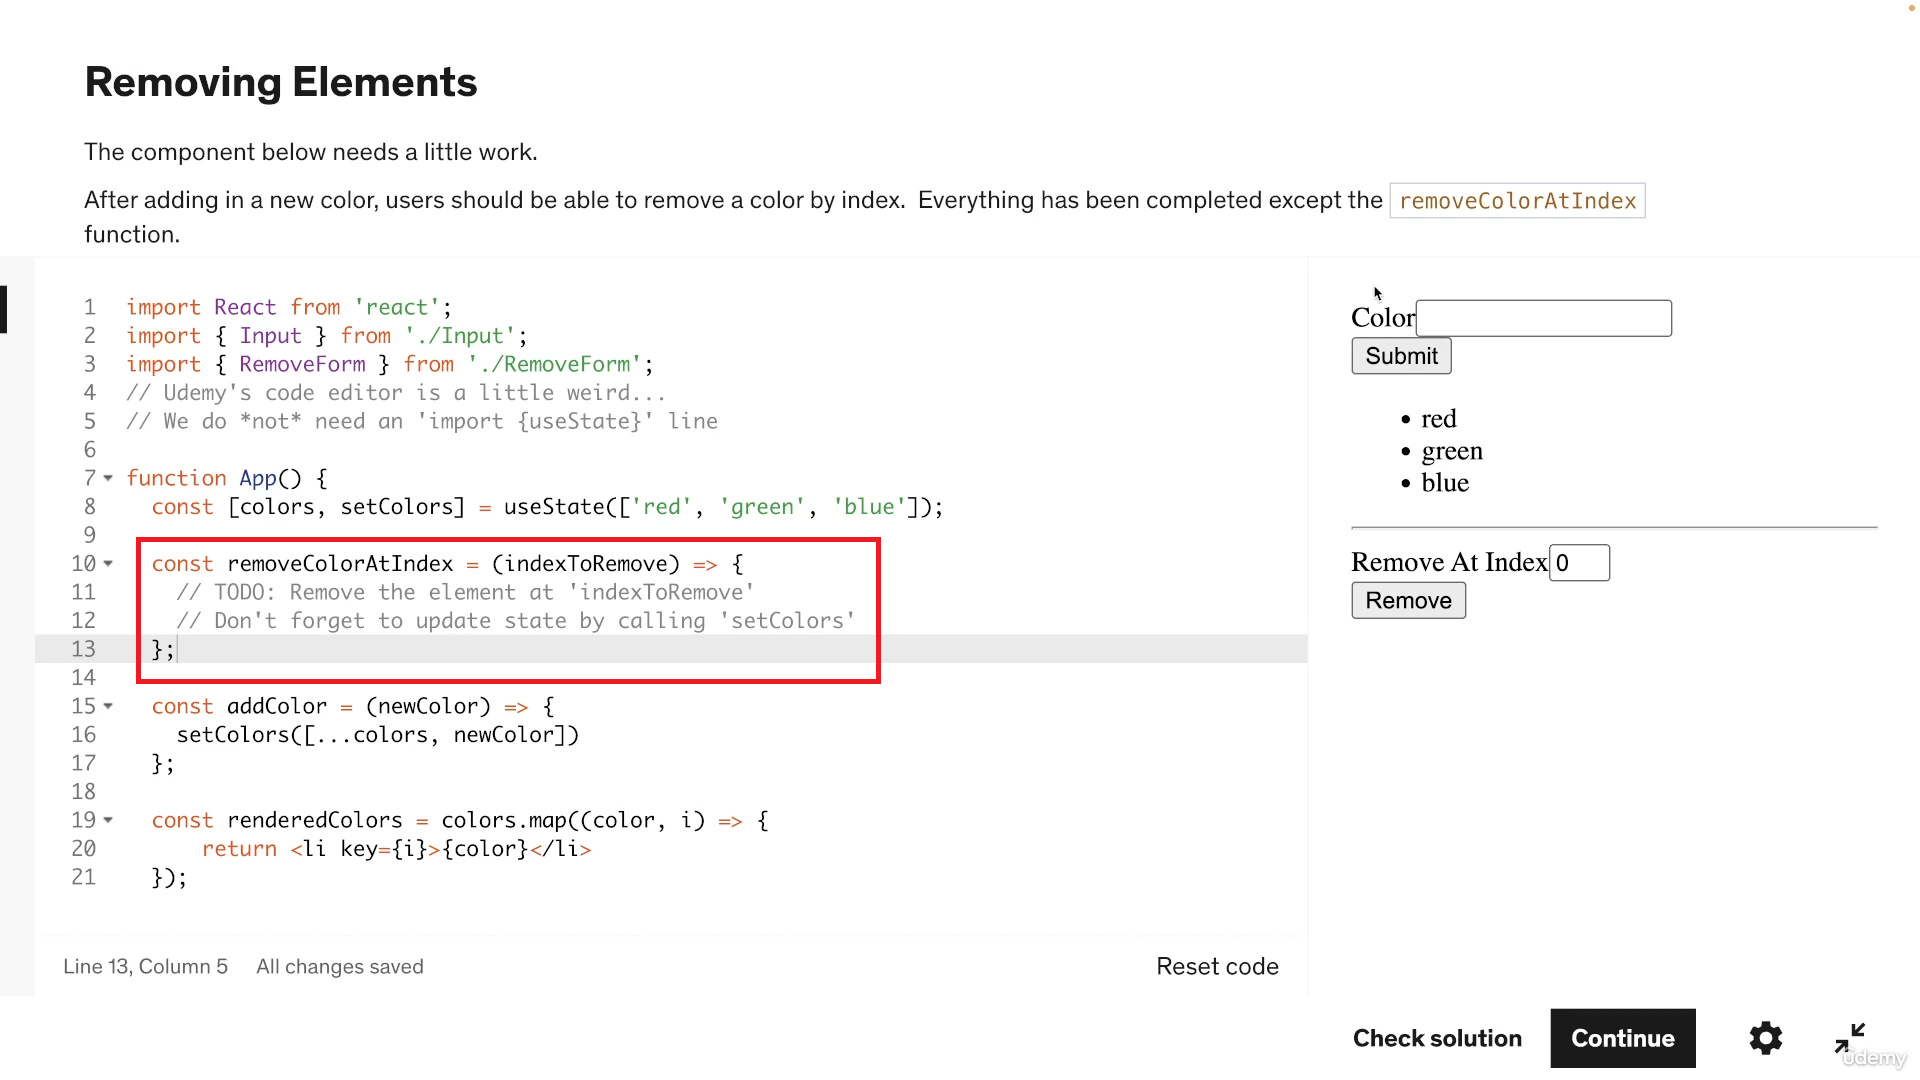 Removing Elements
The component below needs a little work.
After adding in a new color, users should be able to remove a color by index.  Everything has been completed except the removeColorAtIndex
function.
1 import React from 'react';
2 import { Input } from './Input';
3 import { RemoveForm } from './RemoveForm';
4 // Udemy's code editor is a little weird...
5 // We do *not* need an 'import {useState}' line
6
7 function App() {
8   const [colors, setColors] = useState(['red', 'green', 'blue']);
9
10   const removeColorAtIndex = (indexToRemove) => {
11     // TODO: Remove the element at 'indexToRemove'
12     // Don't forget to update state by calling 'setColors'
13   };
14
15   const addColor = (newColor) => {
16     setColors([...colors, newColor])
17   };
18
19   const renderedColors = colors.map((color, i) => {
20       return <li key={i}>{color}</li>
21   });
Line 13, Column 5 All changes saved
Reset code
Color
Submit
• red
• green
• blue
Remove At Index 0
Remove
Check solution
Continue
ûdemy